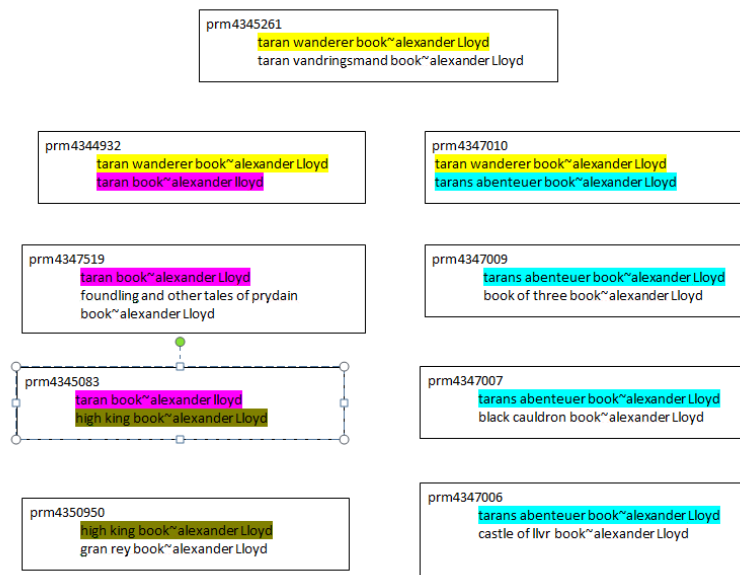 prm4345261
taran wanderer book~alexander Lloyd
taran vandringsmand book~alexander Lloyd
prm4344932
taran wanderer book~alexander Lloyd
taran book~alexander lloyd
prm4347010
taran wanderer book~alexander Lloyd
tarans abenteuer book~alexander Lloyd
prm4347519
taran book~alexander Lloyd
foundling and other tales of prydain
book~alexander Lloyd
prm4347009
tarans abenteuer book~alexander Lloyd
book of three book~alexander Lloyd
prm4345083
taran book~alexander lloyd
high king book~alexander Lloyd
prm4347007
tarans abenteuer book~alexander Lloyd
black cauldron book~alexander Lloyd
prm4350950
high king book~alexander Lloyd
gran rey book~alexander Lloyd
prm4347006
tarans abenteuer book~alexander Lloyd
castle of llvr book~alexander Lloyd